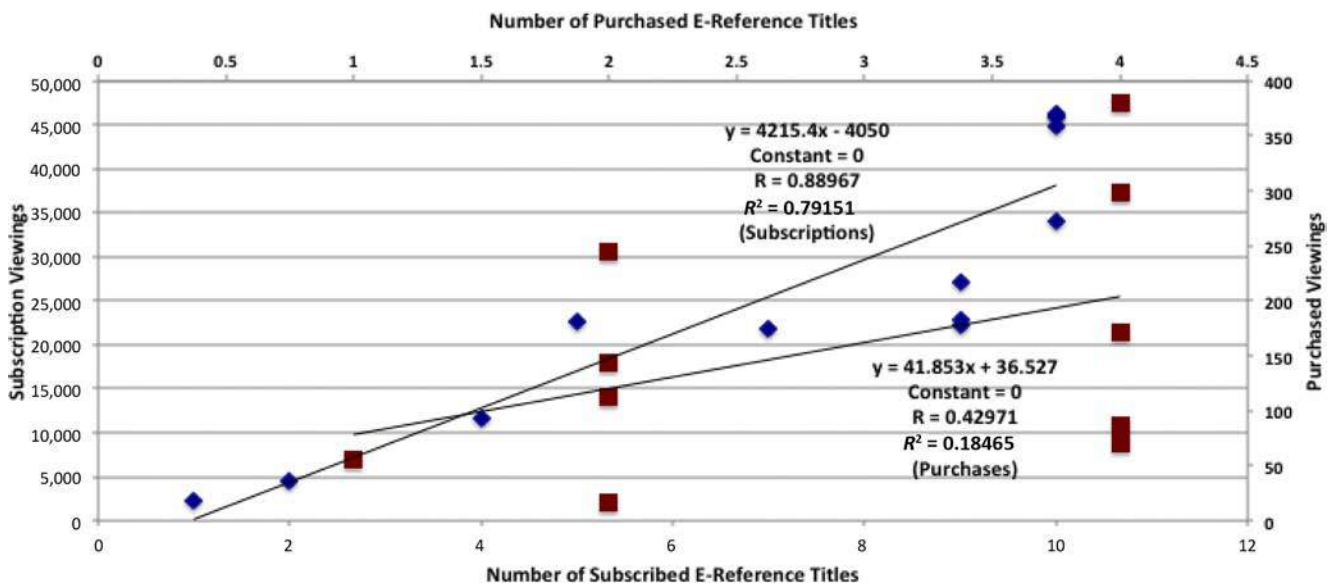 Number of Purchased E-Reference Titles
0 0.5 1 1.5 2 2.5 3 3.5 4 4.5
50,000 400
45,000 350
40,000
35,000 300
30,000 250
25,000 200
20,000 150
15,000 100
10,000
5,000 50
0 0
Subscription Viewings
Purchased Viewings
y = 4215.4x - 4050
Constant = 0
R = 0.88967
R² = 0.79151
(Subscriptions)
y = 41.853x + 36.527
Constant = 0
R = 0.42971
R² = 0.18465
(Purchases)
0 2 4 6 8 10 12
Number of Subscribed E-Reference Titles